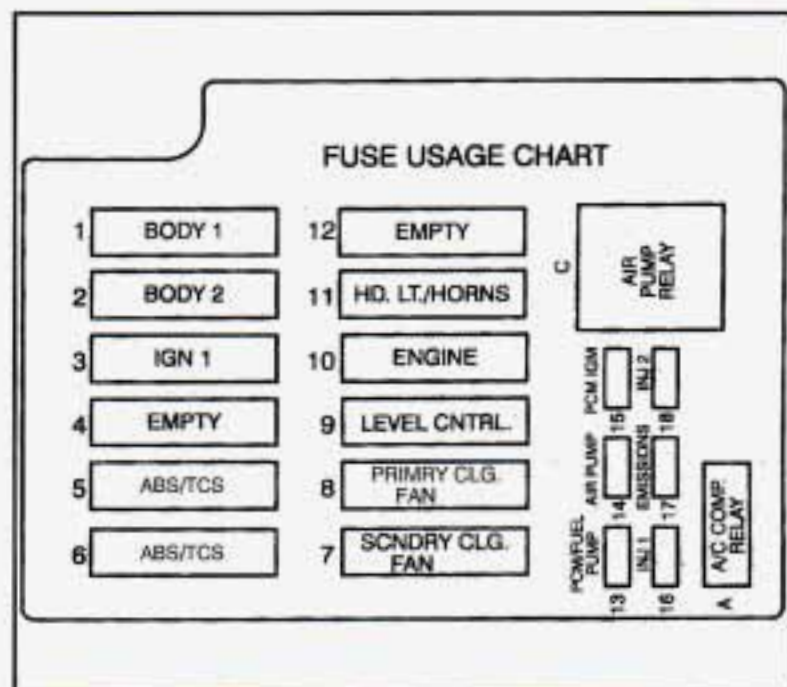 FUSE USAGE CHART
1 BODY 1
2 BODY 2
3 IGN 1
4 EMPTY
5 ABS/TCS
6 ABS/TCS
12 EMPTY
11 HD. LT./HORNS
10 ENGINE
9 LEVEL CNTRL.
8 PRIMRY CLG.
FAN
7 SCNDRY CLG.
FAN
C
AIR
PUMP
RELAY
PCM IGM
15
INJ 2
18
AIR PUMP
14
EMISSIONS
17
PCM/FUEL
PUMP
13
INJ 1
16
A/C COMP.
RELAY
A